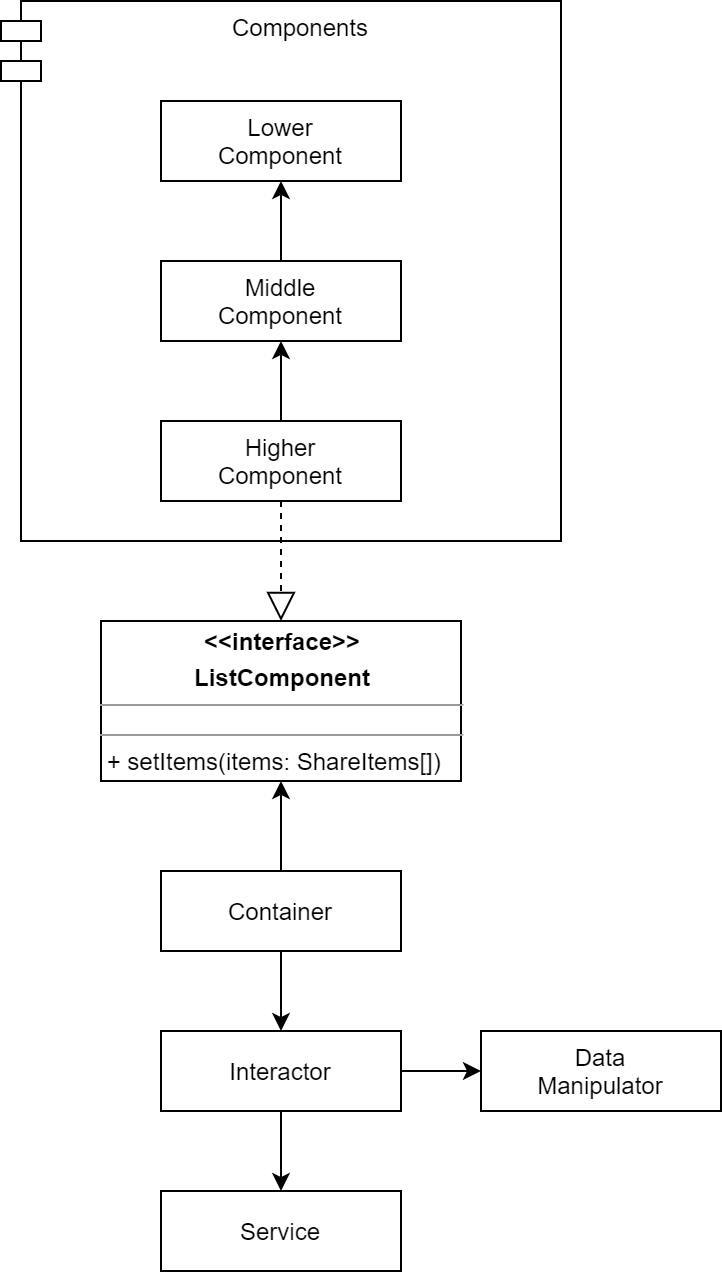 Components
Lower
Component
Middle
Component
Higher
Component
<<interface>>
ListComponent
+ setItems(items: ShareItems[])
Container
Interactor
Data
Manipulator
Service